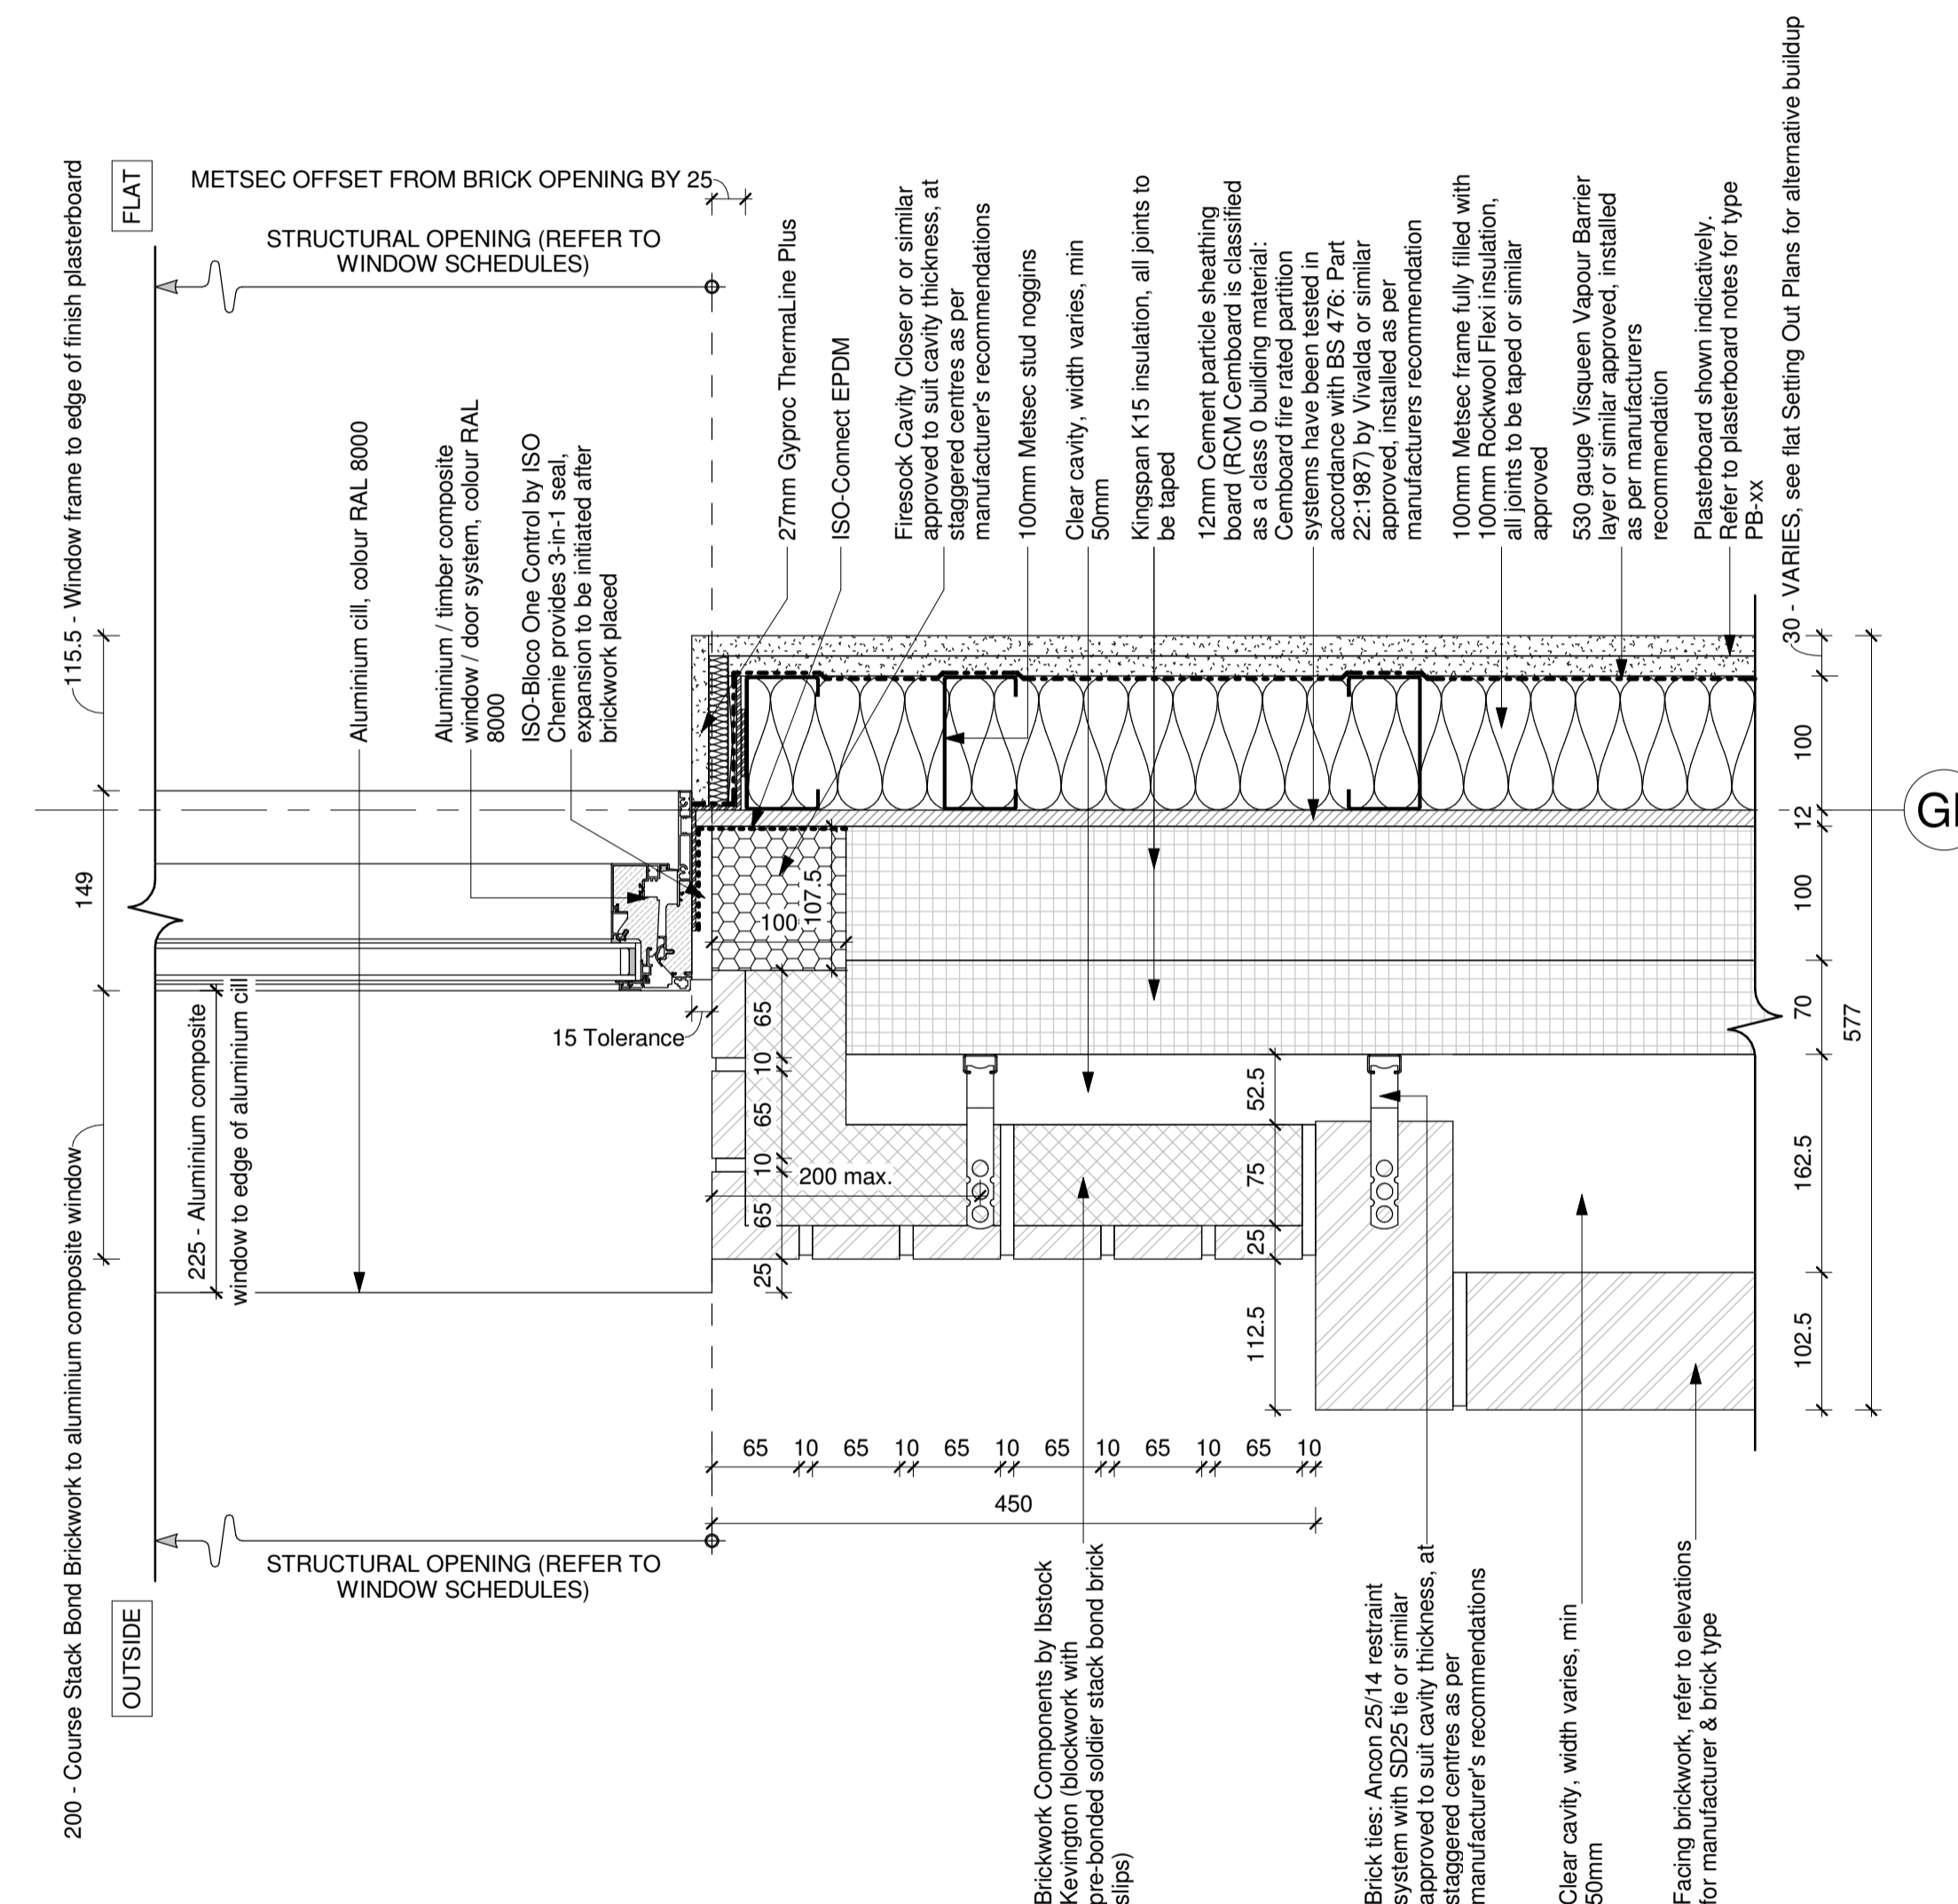 115.5 - Window frame to edge of finish plasterboard
FLAT
METSEC OFFSET FROM BRICK OPENING BY 25
STRUCTURAL OPENING (REFER TO
WINDOW SCHEDULES)
Aluminium cill, colour RAL 8000
Aluminium / timber composite
window / door system, colour RAL
8000
ISO-Bloco One Control by ISO
Chemie provides 3-in-1 seal,
expansion to be initiated after
brickwork placed
27mm Gyproc ThermaLine Plus
ISO-Connect EPDM
Firesock Cavity Closer or or similar
approved to suit cavity thickness, at
staggered centres as per
manufacturer's recommendations
100mm Metsec stud noggins
Clear cavity, width varies, min
50mm
Kingspan K15 insulation, all joints to
be taped
12mm Cement particle sheathing
board (RCM Cemboard is classified
as a class 0 building material:
Cemboard fire rated partition
systems have been tested in
accordance with BS 476: Part
22:1987) by Vivalda or similar
approved, installed as per
manufacturers recommendation
100mm Metsec frame fully filled with
100mm Rockwool Flexi insulation,
all joints to be taped or similar
approved
530 gauge Visqueen Vapour Barrier
layer or similar approved, installed
as per manufacturers
recommendation
Plasterboard shown indicatively.
Refer to plasterboard notes for type
PB-xx
30 - VARIES, see flat Setting Out Plans for alternative buildup
149
100
12
100
70
162.5
102.5
577
100
107.5
15 Tolerance
65
10
65
10
65
25
200 max.
52.5
75
25
112.5
225 - Aluminium composite
window to edge of aluminium cill
200 - Course Stack Bond Brickwork to aluminium composite window
65 10 65 10 65 10 65 10 65 10 65 10
450
STRUCTURAL OPENING (REFER TO
WINDOW SCHEDULES)
OUTSIDE
Brickwork Components by Ibstock
Kevington (blockwork with
pre-bonded soldier stack bond brick
slips)
Brick ties: Ancon 25/14 restraint
system with SD25 tie or similar
approved to suit cavity thickness, at
staggered centres as per
manufacturer's recommendations
Clear cavity, width varies, min
50mm
Facing brickwork, refer to elevations
for manufacturer & brick type